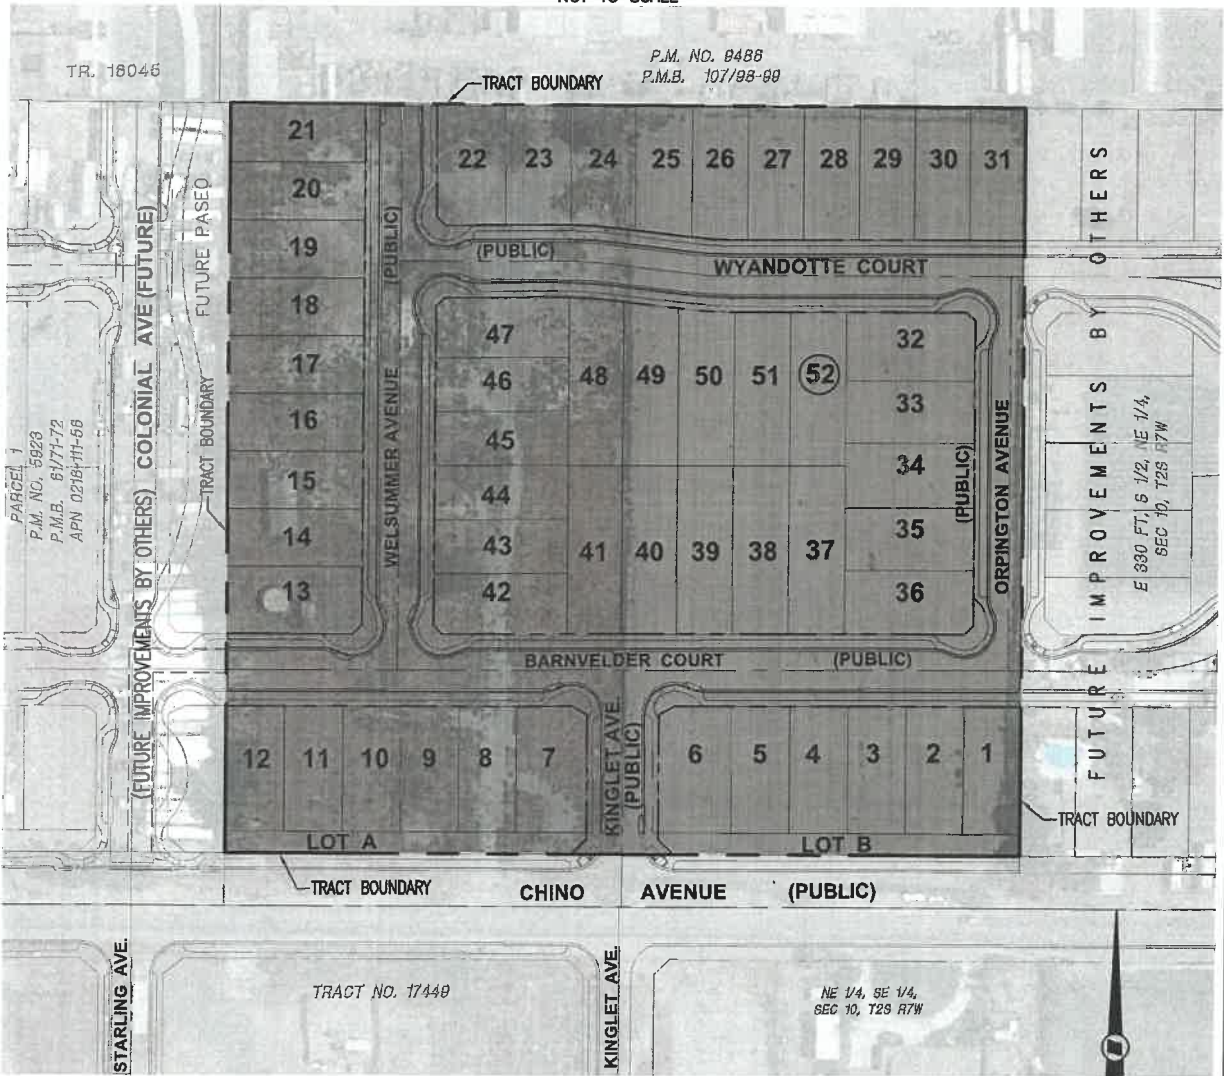 NOT TO SCALE
TR. 18045
P.M. NO. 9486
P.M.B. 107/98-99
TRACT BOUNDARY
21
20
19
18
17
16
15
14
13
22 23 24 25 26 27 28 29 30 31
(PUBLIC)
WYANDOTTE COURT
(PUBLIC)
WELSUMMER AVENUE
FUTURE PASEO
COLONIAL AVE (FUTURE)
(FUTURE IMPROVEMENTS BY OTHERS)
TRACT BOUNDARY
PARCEL 1
P.M. NO. 5923
P.M.B. 61/71-72
APN 0218-111-56
47
46
45
44
43
42
48 49 50 51 52
41 40 39 38 37
32
33
34
35
36
(PUBLIC)
ORPINGTON AVENUE
FUTURE IMPROVEMENTS BY OTHERS
E 330 FT, S 1/2, NE 1/4,
SEC 10, T2S R7W
BARNVELDER COURT (PUBLIC)
12 11 10 9 8 7
KINGLET AVE.
(PUBLIC)
6 5 4 3 2 1
LOT A
LOT B
TRACT BOUNDARY
TRACT BOUNDARY
CHINO AVENUE (PUBLIC)
STARLING AVE.
TRACT NO. 17449
KINGLET AVE.
NE 1/4, SE 1/4,
SEC 10, T2S R7W